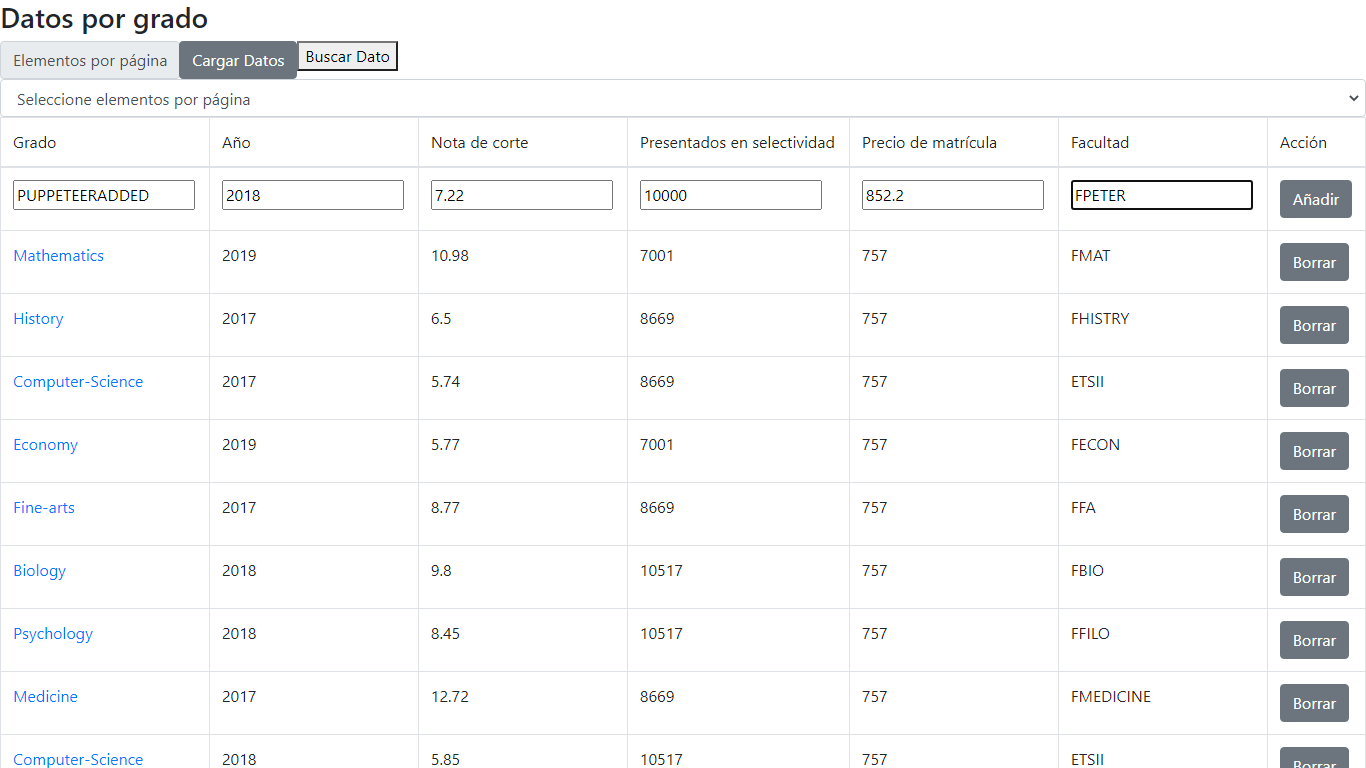 Datos por grado
Elementos por página Cargar Datos Buscar Dato
Seleccione elementos por página
Grado Año Nota de corte Presentados en selectividad Precio de matrícula Facultad Acción
PUPPETEERADDED 2018 7.22 10000 852.2 FPETER Añadir
Mathematics 2019 10.98 7001 757 FMAT Borrar
History 2017 6.5 8669 757 FHISTRY Borrar
Computer-Science 2017 5.74 8669 757 ETSII Borrar
Economy 2019 5.77 7001 757 FECON Borrar
Fine-arts 2017 8.77 8669 757 FFA Borrar
Biology 2018 9.8 10517 757 FBIO Borrar
Psychology 2018 8.45 10517 757 FFILO Borrar
Medicine 2017 12.72 8669 757 FMEDICINE Borrar
Computer-Science 2018 5.85 10517 757 ETSII Borrar